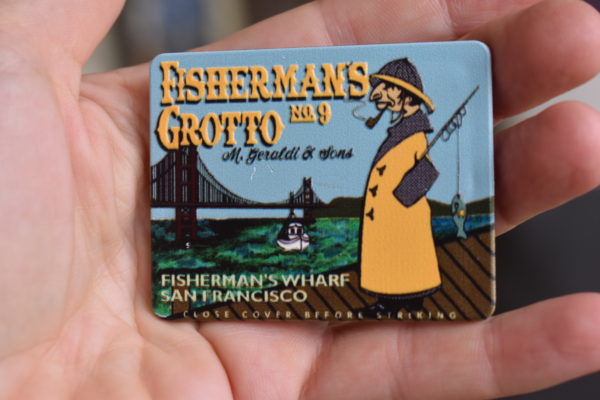 FISHERMAN'S
GROTTO NO. 9
M. Geraldi & Sons
FISHERMAN'S WHARF
SAN FRANCISCO
CLOSE COVER BEFORE STRIKING